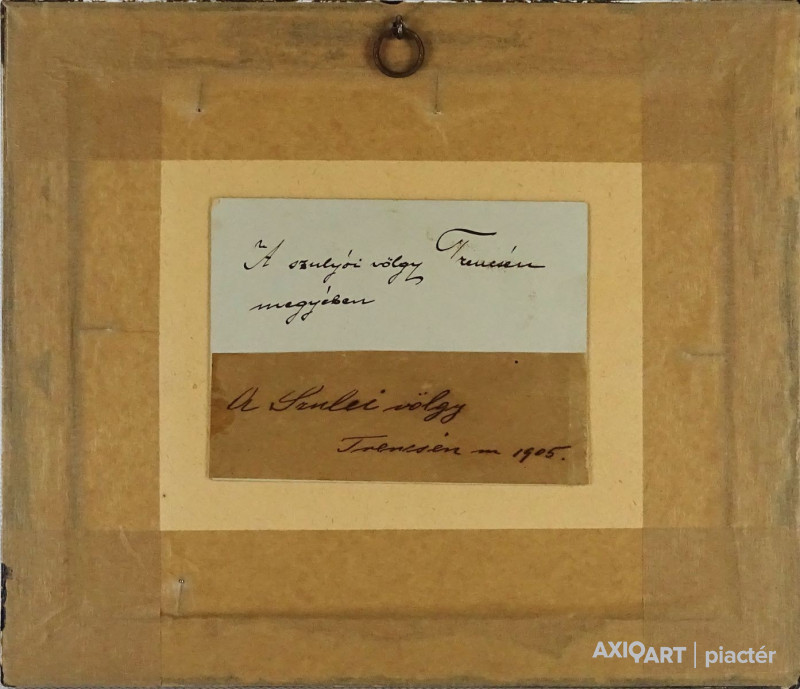 A szulyói völgy Trencsén
megyében
A Szulei völgy
Trencsén m 1905.
AXIOART | piactér